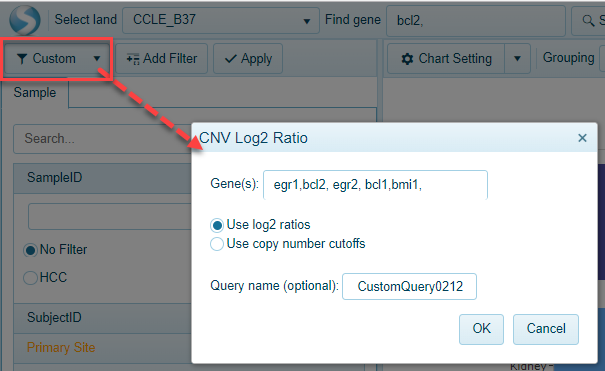 Select land CCLE_B37 Find gene bcl2, S
Custom Add Filter Apply Chart Setting Grouping
Sample
Search...
CNV Log2 Ratio
SampleID
Gene(s): egr1,bcl2, egr2, bcl1,bmi1,
Use log2 ratios
No Filter
Use copy number cutoffs
HCC
Query name (optional): CustomQuery0212
SubjectID
OK Cancel
Primary Site
Kidney